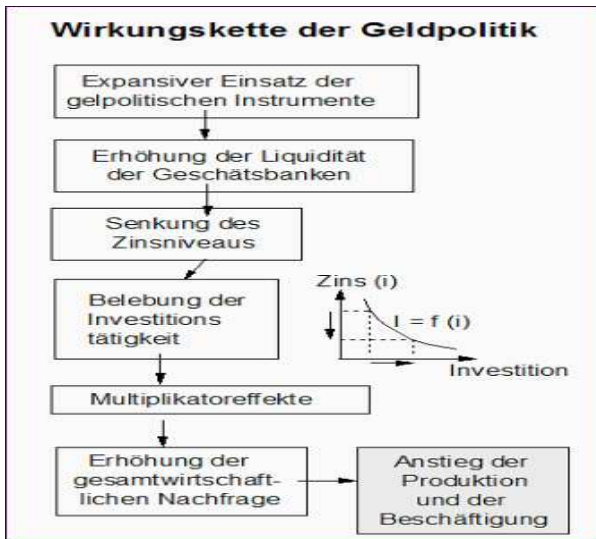 Wirkungskette der Geldpolitik
Expansiver Einsatz der
gelpolitischen Instrumente
Erhöhung der Liquidität
der Geschätsbanken
Senkung des
Zinsniveaus
Belebung der
Investitions
tätigkeit
Zins (i)
I = f (i)
Investition
Multiplikatoreffekte
Erhöhung der
gesamtwirtschaft-
lichen Nachfrage
Anstieg der
Produktion
und der
Beschäftigung